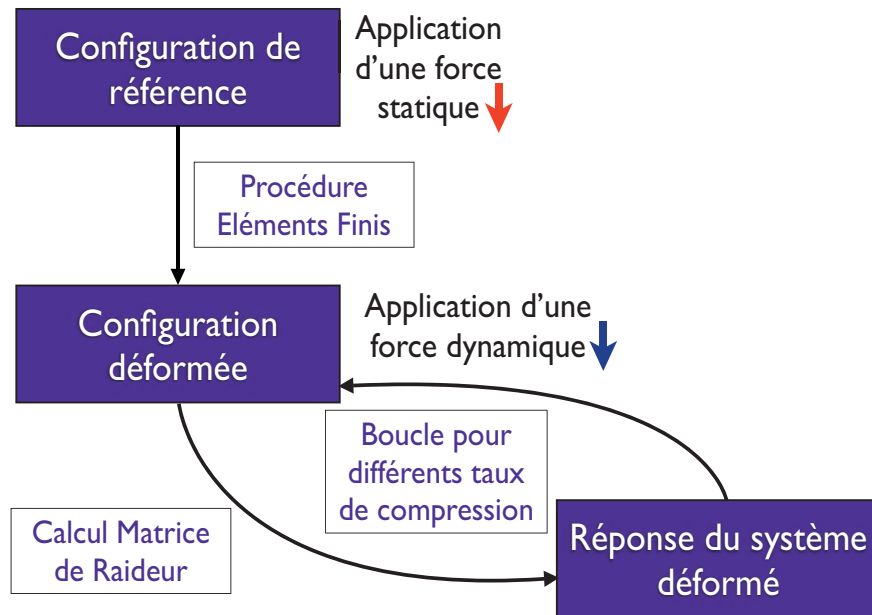 Configuration de
référence
Application
d'une force
statique
Procédure
Eléments Finis
Configuration
déformée
Application d'une
force dynamique
Boucle pour
différents taux
de compression
Calcul Matrice
de Raideur
Réponse du système
déformé